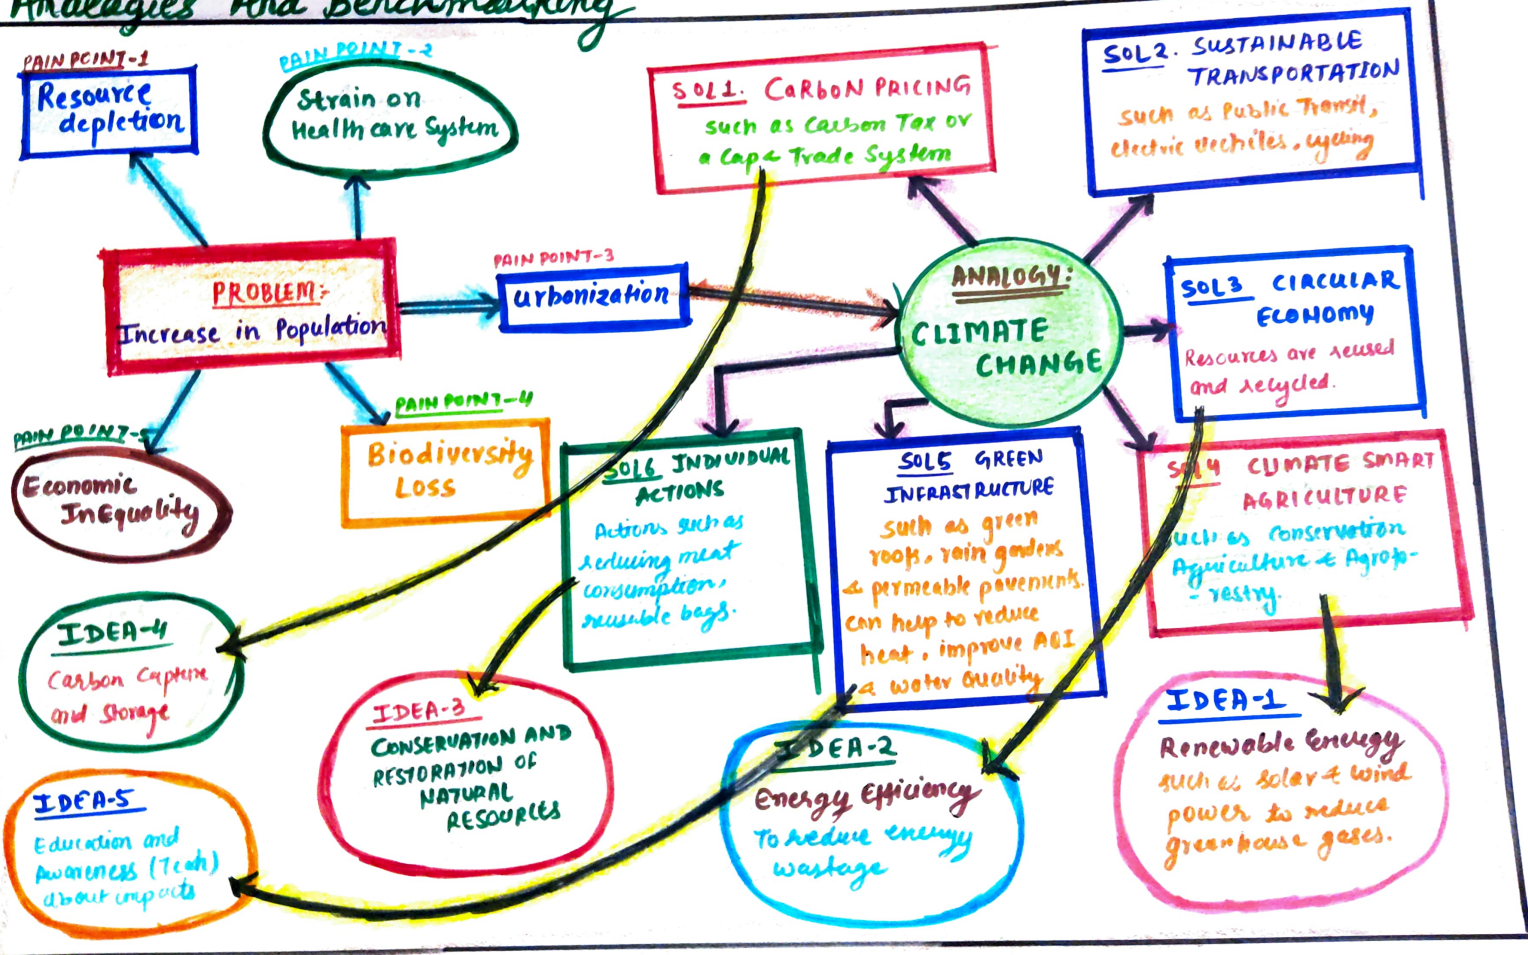 Analogies And Benchmarking
PAIN POINT-1
Resource
depletion
PAIN POINT-2
Strain on
Healthcare System
PROBLEM:-
Increase in Population
PAIN POINT-3
Urbanization
PAIN POINT-4
Biodiversity
Loss
PAIN POINT-5
Economic
InEquality
ANALOGY:
CLIMATE
CHANGE
SOL1. CARBON PRICING
such as Carbon Tax or
a Cap & Trade System
SOL2. SUSTAINABLE
TRANSPORTATION
such as Public Transit,
electric vechiles, cycling
SOL3 CIRCULAR
ECONOMY
Resources are reused
and recycled.
SOL4 CLIMATE SMART
AGRICULTURE
such as conservation
Agriculture & Agrofo-
-restry.
SOL5 GREEN
INFRASTRUCTURE
such as green
roofs, rain gardens
& permeable pavements.
can help to reduce
heat, improve AQI
& water Quality
SOL6 INDIVIDUAL
ACTIONS
Actions such as
reducing meat
consumption,
reusable bags.
IDEA-4
Carbon Capture
and Storage
IDEA-3
CONSERVATION AND
RESTORATION OF
NATURAL
RESOURCES
IDEA-2
Energy Efficiency
To reduce energy
wastage
IDEA-1
Renewable Energy
such as solar & wind
power to reduce
greenhouse gases.
IDEA-5
Education and
Awareness (Teach)
about impacts